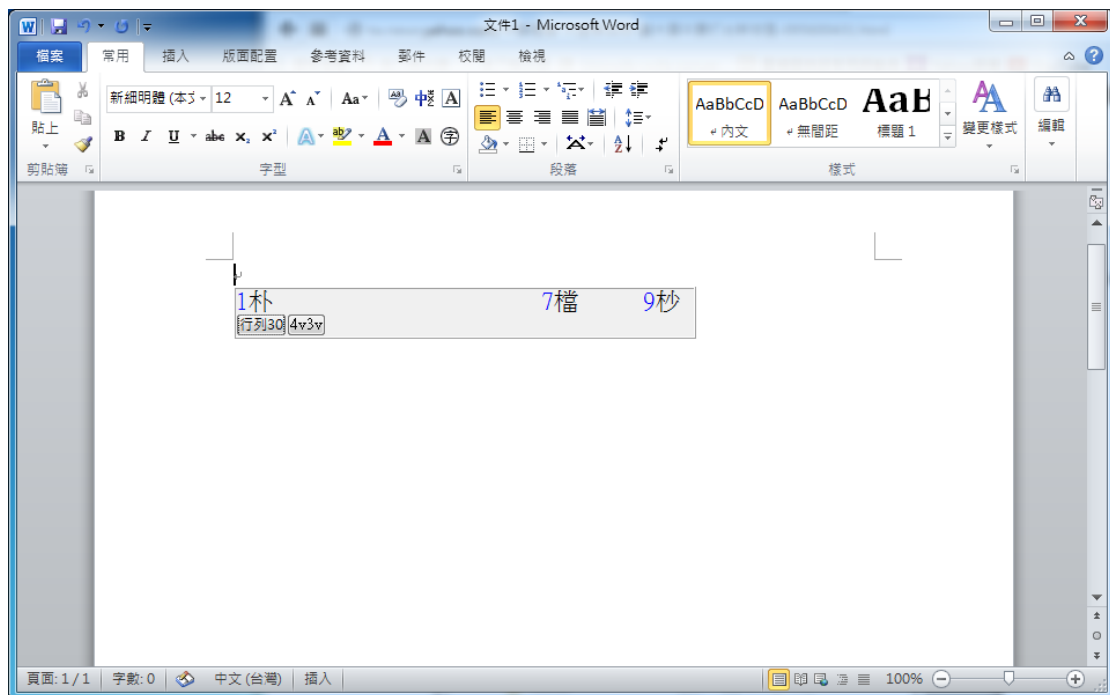 文件1 - Microsoft Word
檔案 常用 插入 版面配置 參考資料 郵件 校閱 檢視
新細明體 (本文 12 AaBbCcD AaBbCcD AaB
貼上 B I U abc x₂ x² A ab A A 字 ↵內文 ↵無間距 標題 1 變更樣式 編輯
剪貼簿 字型 段落 樣式
1朴 7檔 9杪
行列30 4v3v
頁面: 1/1 字數: 0 中文 (台灣) 插入 100%